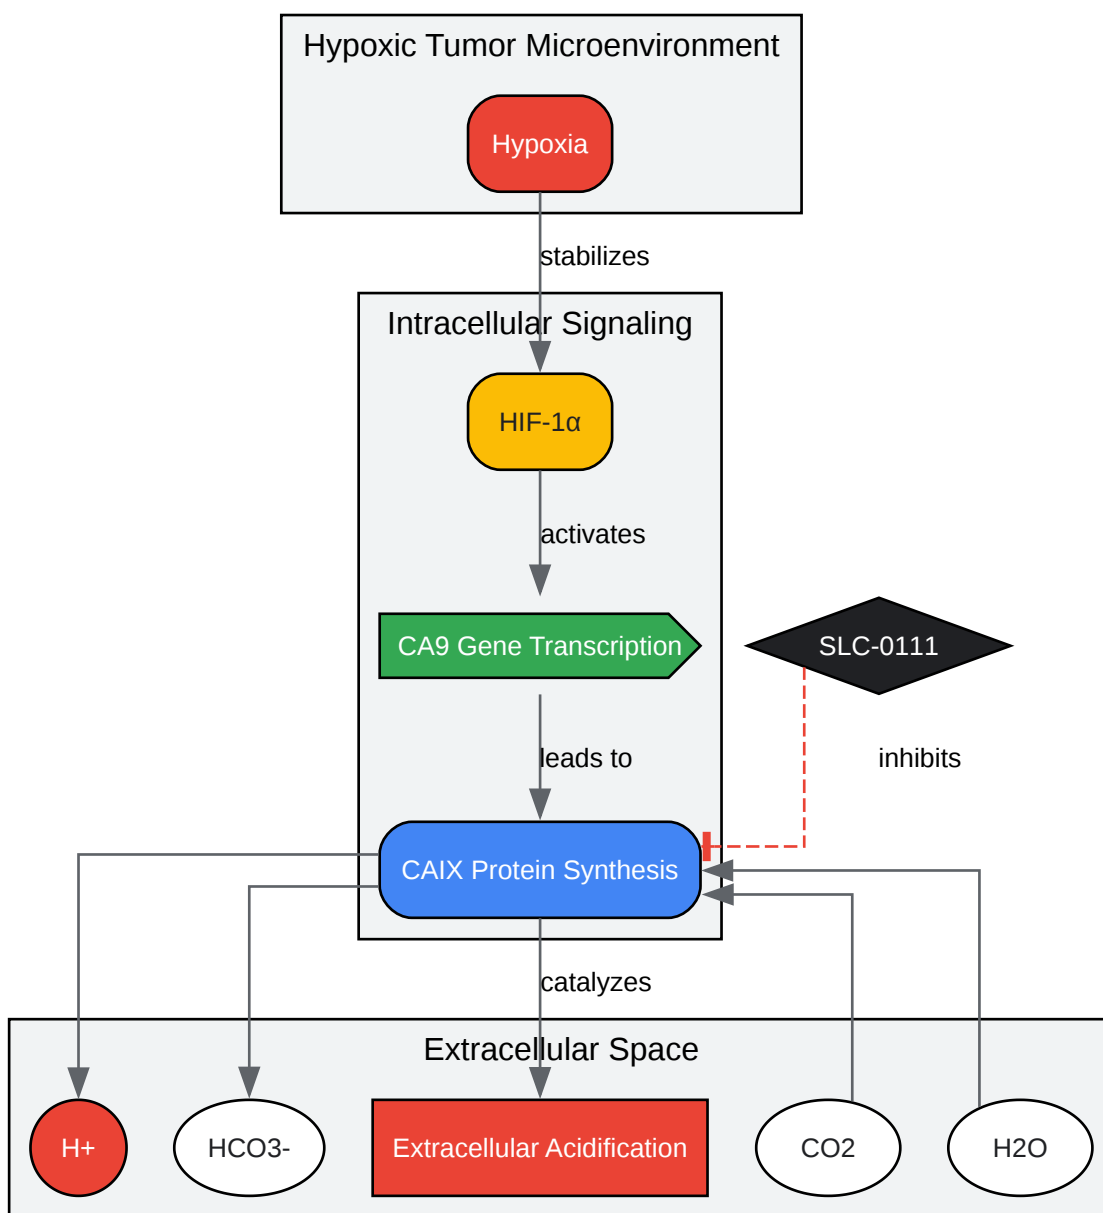 Hypoxic Tumor Microenvironment
Hypoxia
stabilizes
Intracellular Signaling
HIF-1α
activates
CA9 Gene Transcription
SLC-0111
leads to
inhibits
CAIX Protein Synthesis
catalyzes
Extracellular Space
H+
HCO3-
Extracellular Acidification
CO2
H2O